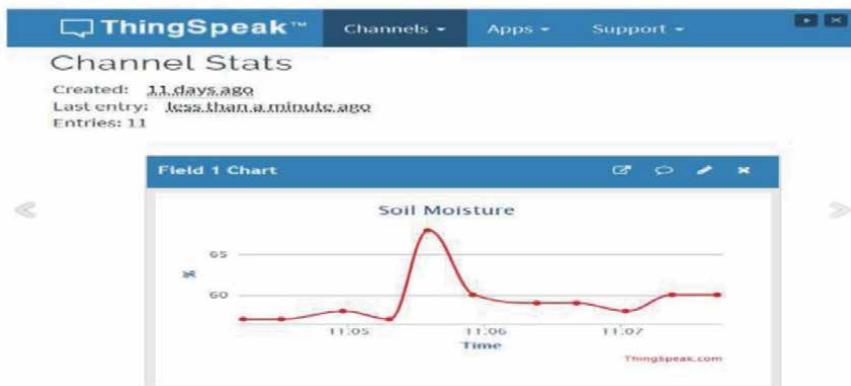 ThingSpeak™ Channels Apps Support
Channel Stats
Created: 11 days ago
Last entry: less than a minute ago
Entries: 11
Field 1 Chart
Soil Moisture
65
%
60
11:05 11:06 11:07
Time
ThingSpeak.com